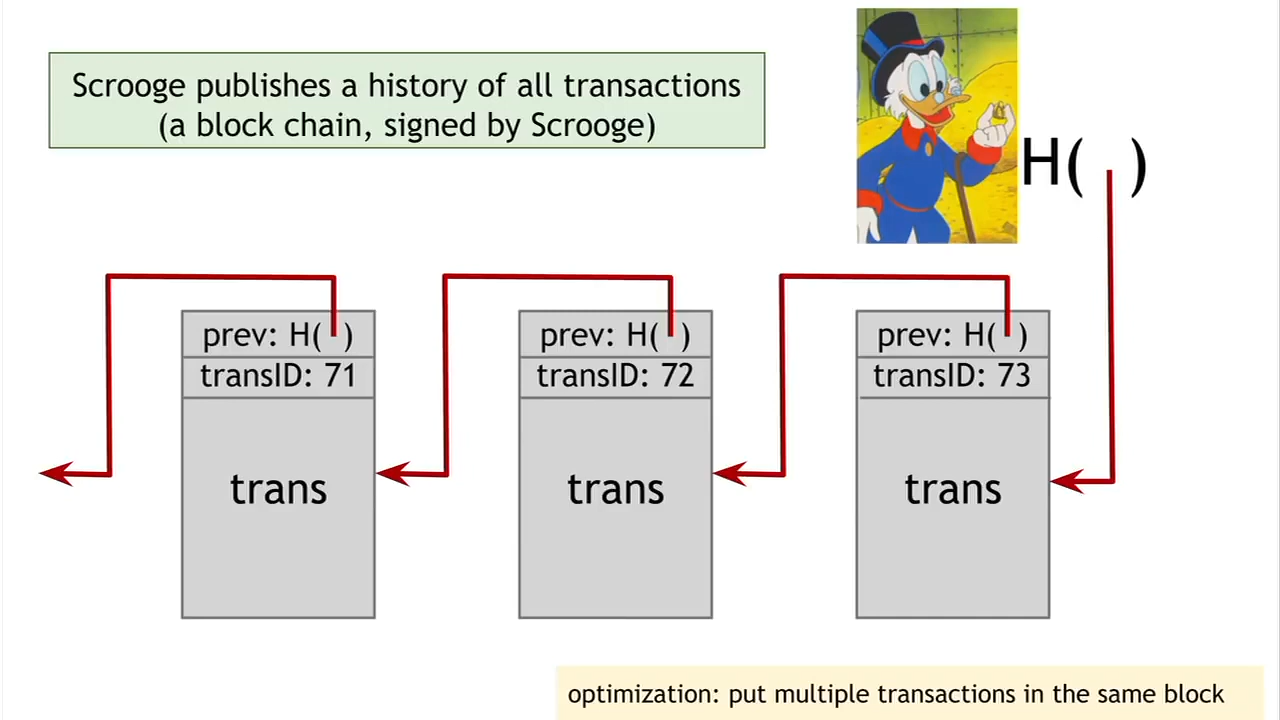 Scrooge publishes a history of all transactions
(a block chain, signed by Scrooge)
H( )
prev: H( )
transID: 71
trans
prev: H( )
transID: 72
trans
prev: H( )
transID: 73
trans
optimization: put multiple transactions in the same block